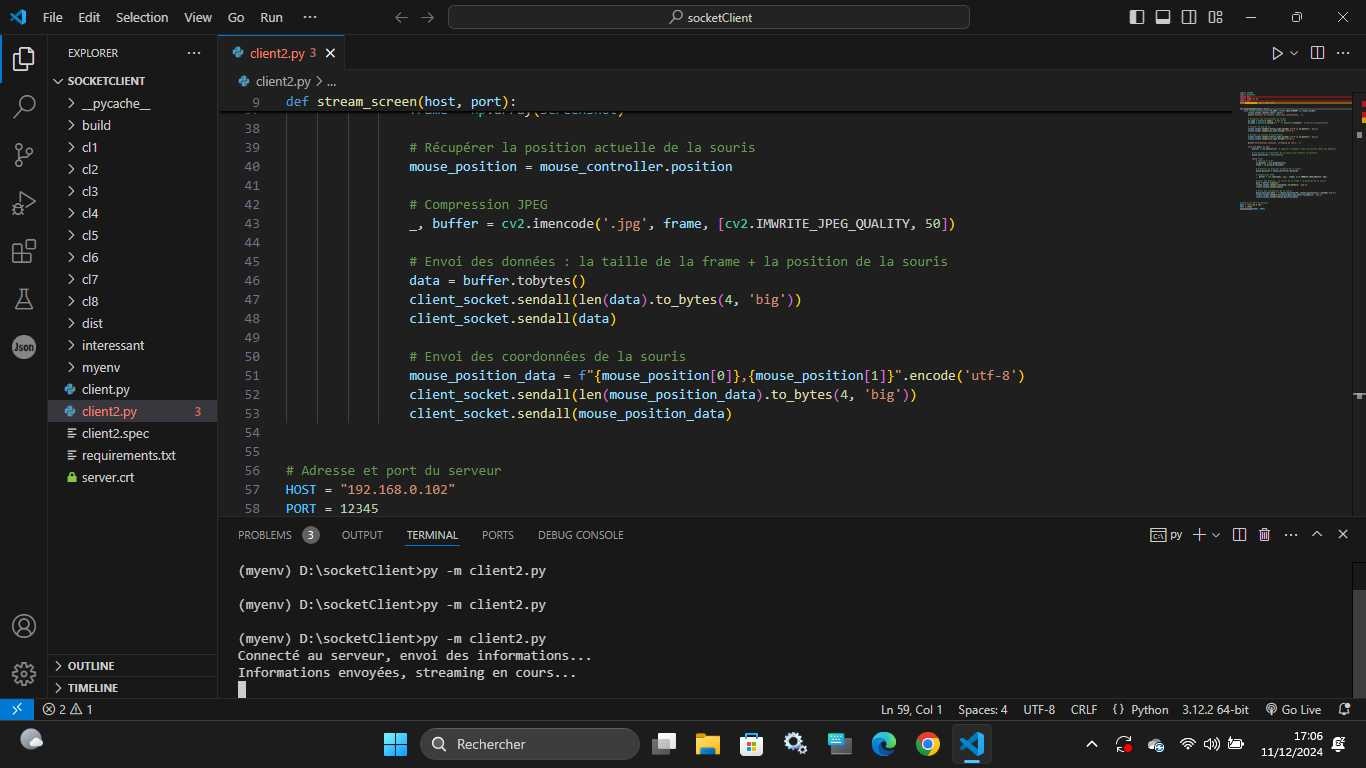 File Edit Selection View Go Run ···
socketClient
EXPLORER ···
SOCKETCLIENT
__pycache__
build
cl1
cl2
cl3
cl4
cl5
cl6
cl7
cl8
dist
interessant
myenv
client.py
client2.py 3
client2.spec
requirements.txt
server.crt
OUTLINE
TIMELINE
Json
client2.py 3
client2.py > ...
9 def stream_screen(host, port):
38
39 # Récupérer la position actuelle de la souris
40 mouse_position = mouse_controller.position
41
42 # Compression JPEG
43 _, buffer = cv2.imencode('.jpg', frame, [cv2.IMWRITE_JPEG_QUALITY, 50])
44
45 # Envoi des données : la taille de la frame + la position de la souris
46 data = buffer.tobytes()
47 client_socket.sendall(len(data).to_bytes(4, 'big'))
48 client_socket.sendall(data)
49
50 # Envoi des coordonnées de la souris
51 mouse_position_data = f"{mouse_position[0]},{mouse_position[1]}".encode('utf-8')
52 client_socket.sendall(len(mouse_position_data).to_bytes(4, 'big'))
53 client_socket.sendall(mouse_position_data)
54
55
56 # Adresse et port du serveur
57 HOST = "192.168.0.102"
58 PORT = 12345
PROBLEMS 3 OUTPUT TERMINAL PORTS DEBUG CONSOLE
py
(myenv) D:\socketClient>py -m client2.py
(myenv) D:\socketClient>py -m client2.py
(myenv) D:\socketClient>py -m client2.py
Connecté au serveur, envoi des informations...
Informations envoyées, streaming en cours...
2 1
Ln 59, Col 1 Spaces: 4 UTF-8 CRLF {} Python 3.12.2 64-bit Go Live
Rechercher
17:06
11/12/2024